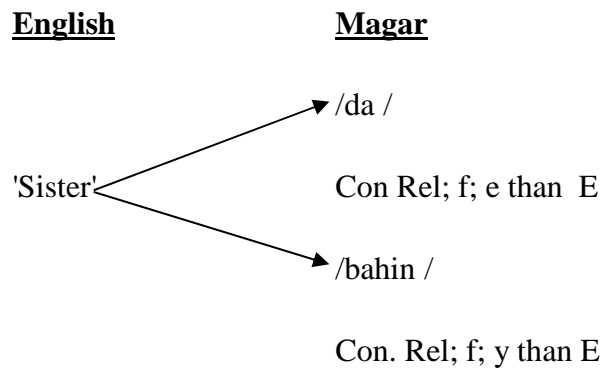 English Magar
/da /
'Sister' Con Rel; f; e than E
/bahin /
Con. Rel; f; y than E